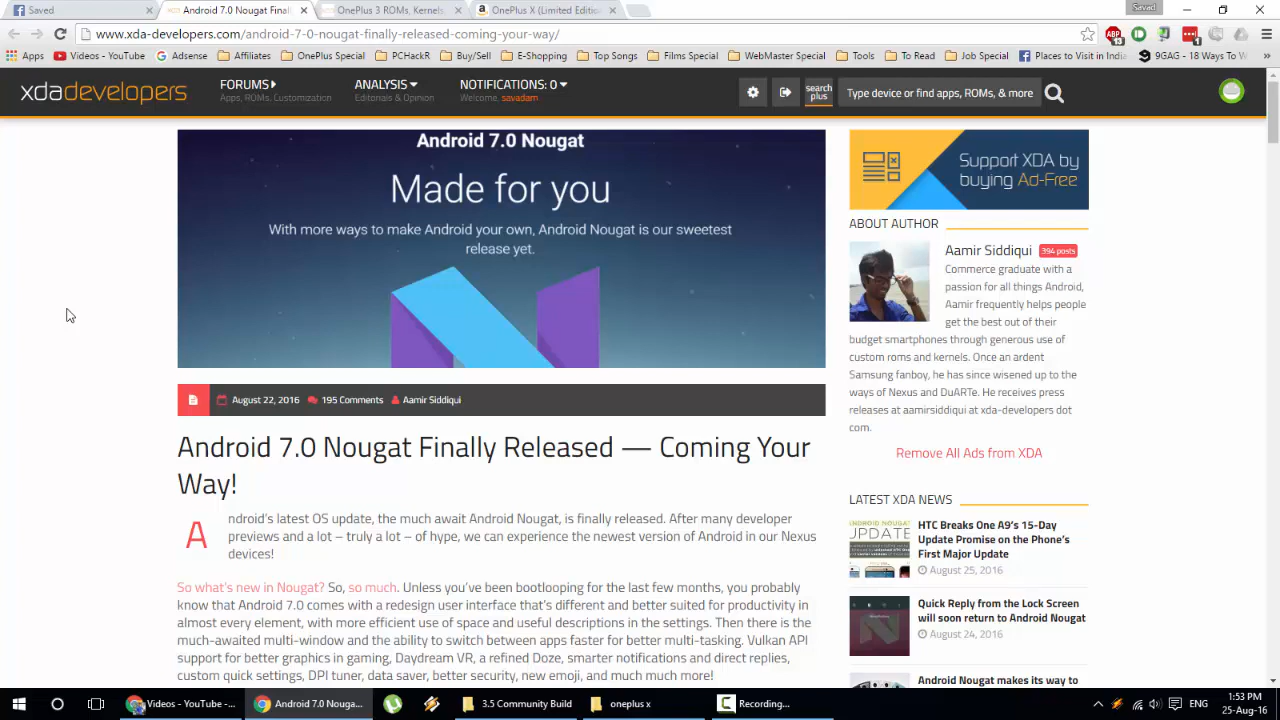 Saved
Android 7.0 Nougat Finall
OnePlus 3 ROMs, Kernels,
OnePlus X (Limited Edition
Savad
www.xda-developers.com/android-7-0-nougat-finally-released-coming-your-way/
Apps
Videos - YouTube
Adsense
Affiliates
OnePlus Special
PCHackR
Buy/Sell
E-Shopping
Top Songs
Films Special
WebMaster Special
Tools
To Read
Job Special
Places to Visit in India
9GAG - 18 Ways To W
xdadevelopers
FORUMS
Apps, ROMs, Customization
ANALYSIS
Editorials & Opinion
NOTIFICATIONS: 0
Welcome, savadam
search
plus
Type device or find apps, ROMs, & more
Android 7.0 Nougat
Made for you
With more ways to make Android your own, Android Nougat is our sweetest
release yet.
August 22, 2016
195 Comments
Aamir Siddiqui
Android 7.0 Nougat Finally Released — Coming Your
Way!
Android's latest OS update, the much await Android Nougat, is finally released. After many developer
previews and a lot – truly a lot – of hype, we can experience the newest version of Android in our Nexus
devices!
So what's new in Nougat? So, so much. Unless you've been bootlooping for the last few months, you probably
know that Android 7.0 comes with a redesign user interface that's different and better suited for productivity in
almost every element, with more efficient use of space and useful descriptions in the settings. Then there is the
much-awaited multi-window and the ability to switch between apps faster for better multi-tasking. Vulkan API
support for better graphics in gaming, Daydream VR, a refined Doze, smarter notifications and direct replies,
custom quick settings, DPI tuner, data saver, better security, new emoji, and much much more!
Support XDA by
buying Ad-Free
ABOUT AUTHOR
Aamir Siddiqui
394 posts
Commerce graduate with a
passion for all things Android,
Aamir frequently helps people
get the best out of their
budget smartphones through generous use of
custom roms and kernels. Once an ardent
Samsung fanboy, he has since wisened up to the
ways of Nexus and DuARTe. He receives press
releases at aamirsiddiqui at xda-developers dot
com.
Remove All Ads from XDA
LATEST XDA NEWS
HTC Breaks One A9's 15-Day
Update Promise on the Phone's
First Major Update
August 25, 2016
Quick Reply from the Lock Screen
will soon return to Android Nougat
August 24, 2016
Android Nougat makes its way to
Videos - YouTube -...
Android 7.0 Nouga...
3.5 Community Build
oneplus x
Recording...
ENG
1:53 PM
25-Aug-16